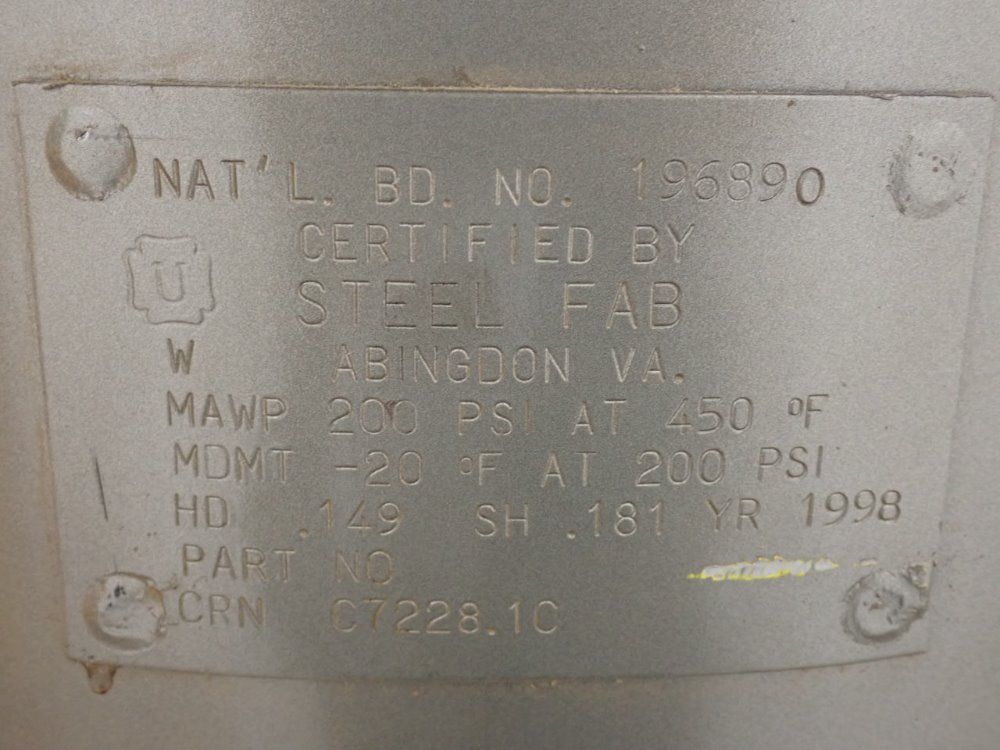 NAT'L. BD. NO. 196890
CERTIFIED BY
U
STEEL FAB
W ABINGDON VA.
MAWP 200 PSI AT 450 °F
MDMT -20 °F AT 200 PSI
HD .149 SH .181 YR 1998
PART NO
CRN C7228.1C